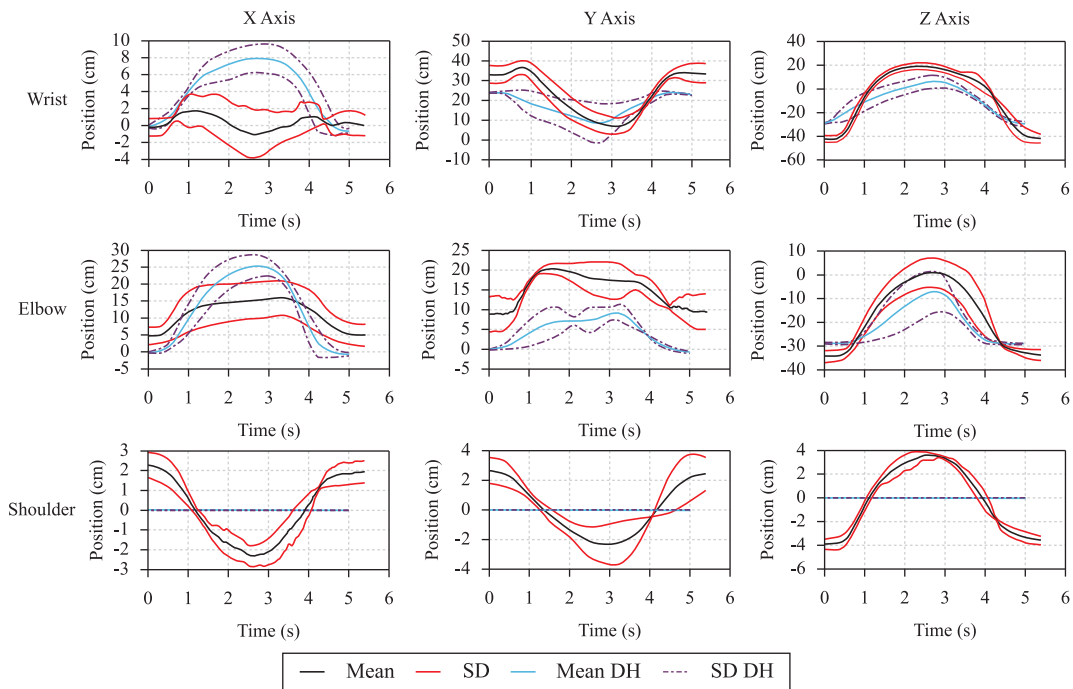 X Axis
Y Axis
Z Axis
Wrist
Position (cm)
10
8
6
4
2
0
-2
-4
0 1 2 3 4 5 6
Time (s)
Position (cm)
50
40
30
20
10
0
-10
0 1 2 3 4 5 6
Time (s)
Position (cm)
40
20
0
-20
-40
-60
0 1 2 3 4 5 6
Time (s)
Elbow
Position (cm)
30
25
20
15
10
5
0
-5
0 1 2 3 4 5 6
Time (s)
Position (cm)
25
20
15
10
5
0
-5
0 1 2 3 4 5 6
Time (s)
Position (cm)
10
0
-10
-20
-30
-40
0 1 2 3 4 5 6
Time (s)
Shoulder
Position (cm)
3
2
1
0
-1
-2
-3
0 1 2 3 4 5 6
Time (s)
Position (cm)
4
2
0
-2
-4
0 1 2 3 4 5 6
Time (s)
Position (cm)
4
2
0
-2
-4
-6
0 1 2 3 4 5 6
Time (s)
Mean SD Mean DH SD DH